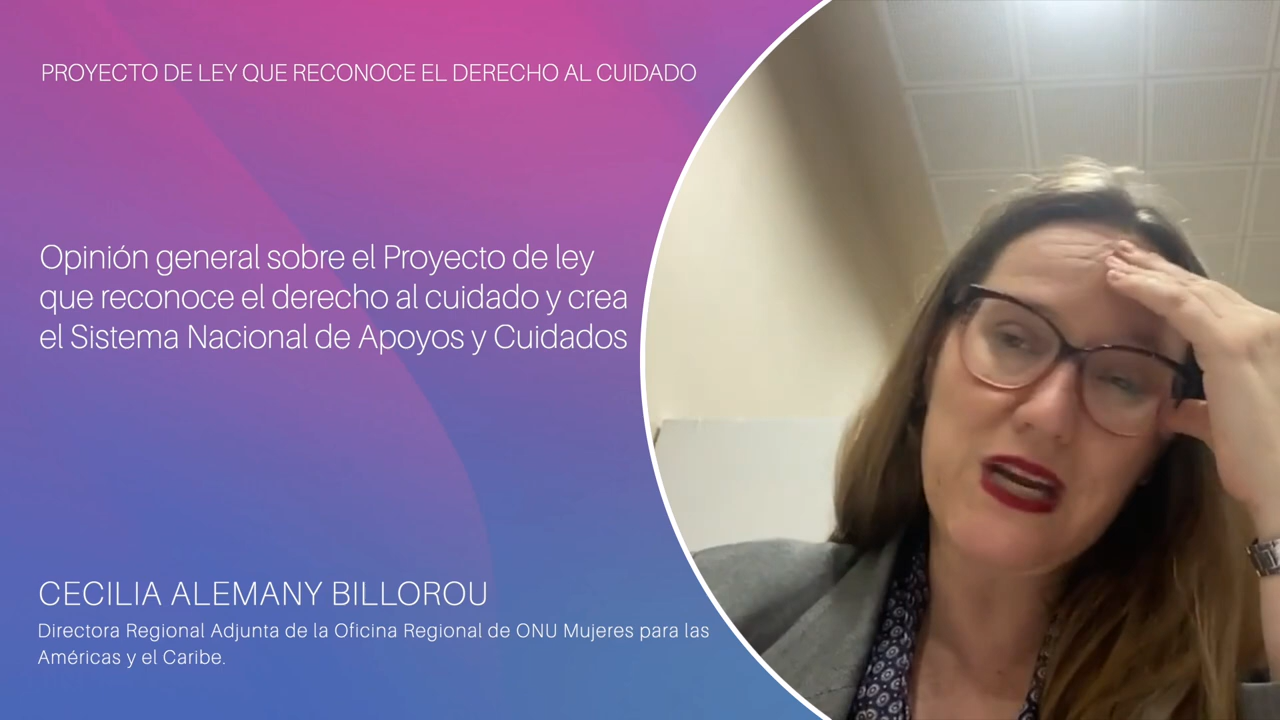 PROYECTO DE LEY QUE RECONOCE EL DERECHO AL CUIDADO
Opinión general sobre el Proyecto de ley
que reconoce el derecho al cuidado y crea
el Sistema Nacional de Apoyos y Cuidados
CECILIA ALEMANY BILLOROU
Directora Regional Adjunta de la Oficina Regional de ONU Mujeres para las
Américas y el Caribe.